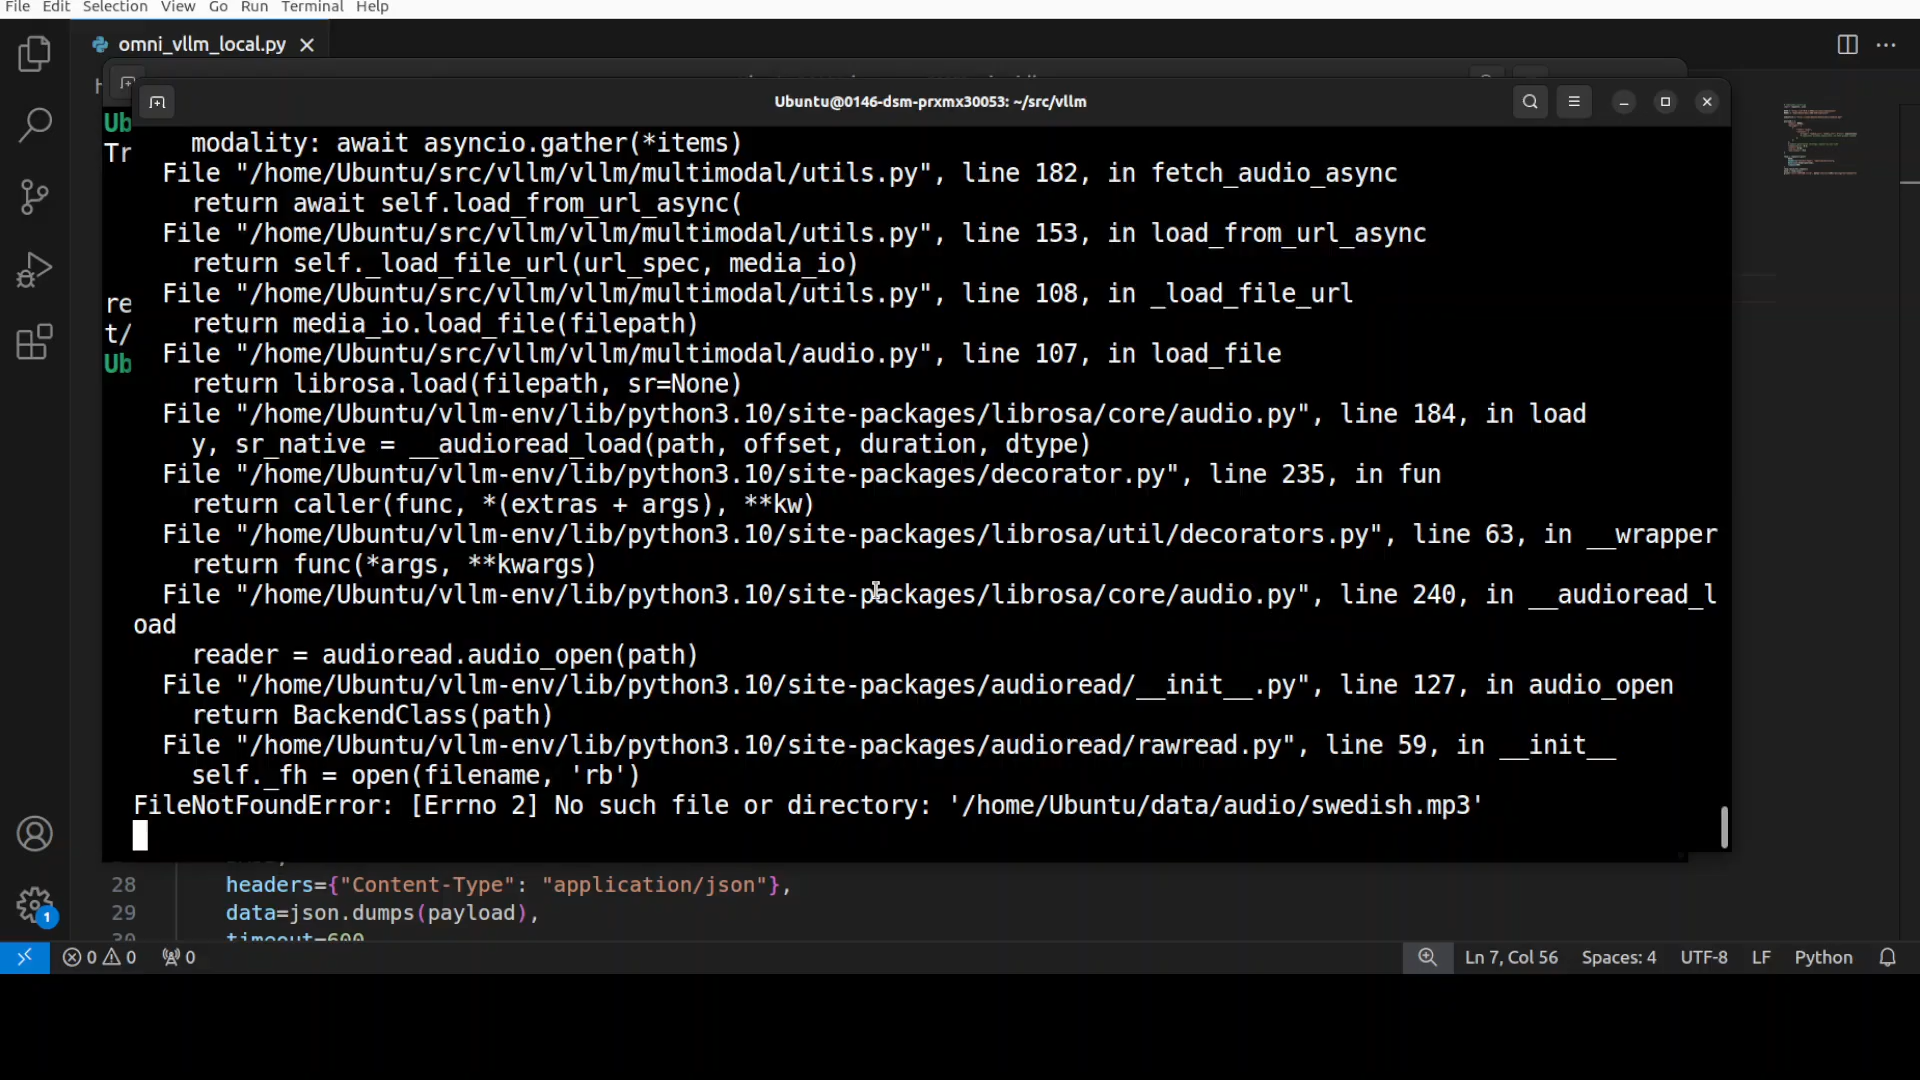 File Edit Selection View Go Run Terminal Help
omni_vllm_local.py
Ubuntu@0146-dsm-prxmx30053: ~/src/vllm
Ub
Tr
re
t/
Ub
modality: await asyncio.gather(*items)
File "/home/Ubuntu/src/vllm/vllm/multimodal/utils.py", line 182, in fetch_audio_async
return await self.load_from_url_async(
File "/home/Ubuntu/src/vllm/vllm/multimodal/utils.py", line 153, in load_from_url_async
return self._load_file_url(url_spec, media_io)
File "/home/Ubuntu/src/vllm/vllm/multimodal/utils.py", line 108, in _load_file_url
return media_io.load_file(filepath)
File "/home/Ubuntu/src/vllm/vllm/multimodal/audio.py", line 107, in load_file
return librosa.load(filepath, sr=None)
File "/home/Ubuntu/vllm-env/lib/python3.10/site-packages/librosa/core/audio.py", line 184, in load
y, sr_native = __audioread_load(path, offset, duration, dtype)
File "/home/Ubuntu/vllm-env/lib/python3.10/site-packages/decorator.py", line 235, in fun
return caller(func, *(extras + args), **kw)
File "/home/Ubuntu/vllm-env/lib/python3.10/site-packages/librosa/util/decorators.py", line 63, in __wrapper
return func(*args, **kwargs)
File "/home/Ubuntu/vllm-env/lib/python3.10/site-packages/librosa/core/audio.py", line 240, in __audioread_l
oad
reader = audioread.audio_open(path)
File "/home/Ubuntu/vllm-env/lib/python3.10/site-packages/audioread/__init__.py", line 127, in audio_open
return BackendClass(path)
File "/home/Ubuntu/vllm-env/lib/python3.10/site-packages/audioread/rawread.py", line 59, in __init__
self._fh = open(filename, 'rb')
FileNotFoundError: [Errno 2] No such file or directory: '/home/Ubuntu/data/audio/swedish.mp3'
28 headers={"Content-Type": "application/json"},
29 data=json.dumps(payload),
30 timeout=600
1
0 0 0 Ln 7, Col 56 Spaces: 4 UTF-8 LF Python